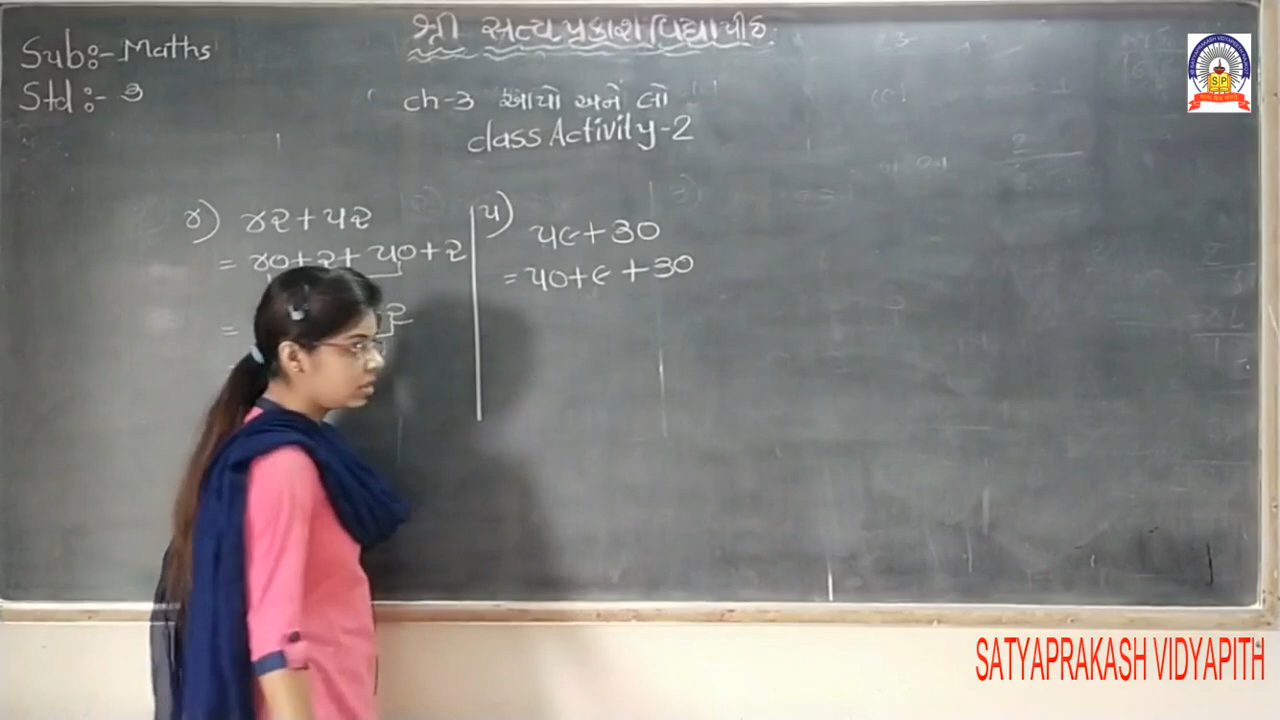 શ્રી સત્યપ્રકાશ વિદ્યાપીઠ
Sub:- Maths
Std :- ૩
ch-૩ આપો અને લો
class Activity-2
૪) ૪૨+૫૨
= ૪૦+૨+૫૦+૨
=
૫) ૫૯+૩૦
= ૫૦+૯+૩૦
SP
SATYAPRAKASH VIDYAPITH